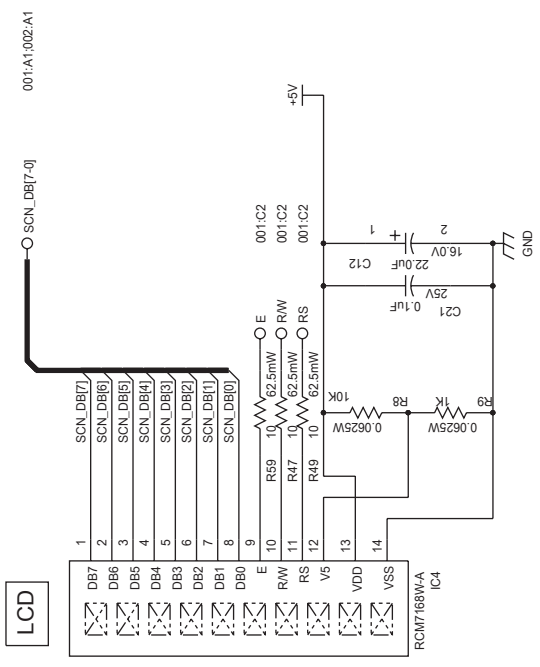 LCD
001:A1;002:A1
SCN_DB[7-0]
SCN_DB[7]
SCN_DB[6]
SCN_DB[5]
SCN_DB[4]
SCN_DB[3]
SCN_DB[2]
SCN_DB[1]
SCN_DB[0]
1 DB7
2 DB6
3 DB5
4 DB4
5 DB3
6 DB2
7 DB1
8 DB0
9 E
10 R/W
11 RS
12 V5
13 VDD
14 VSS
RCM7168W-A
IC4
R59 10 62.5mW E 001:C2
R47 10 62.5mW R/W 001:C2
R49 10 62.5mW RS 001:C2
+5V
10K
R8
0.0625W
1K
R9
0.0625W
C21
0.1uF
25V
C12
22.0uF
16.0V
1
+
2
GND